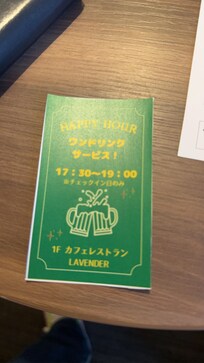 HAPPY HOUR
ワンドリンク
サービス！
17：30～19：00
※チェックイン日のみ
1F カフェレストラン
LAVENDER